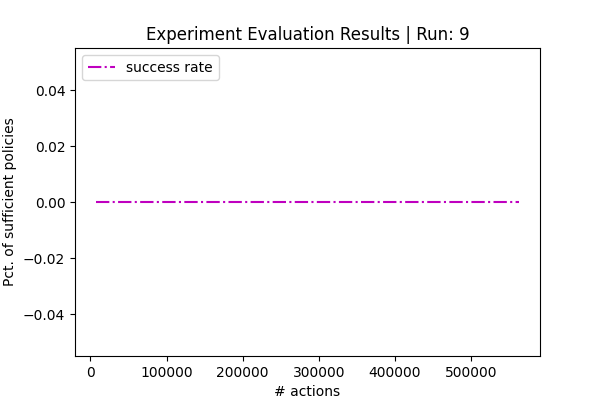 Experiment Evaluation Results | Run: 9
success rate
Pct. of sufficient policies
0.04
0.02
0.00
−0.02
−0.04
0 100000 200000 300000 400000 500000
# actions